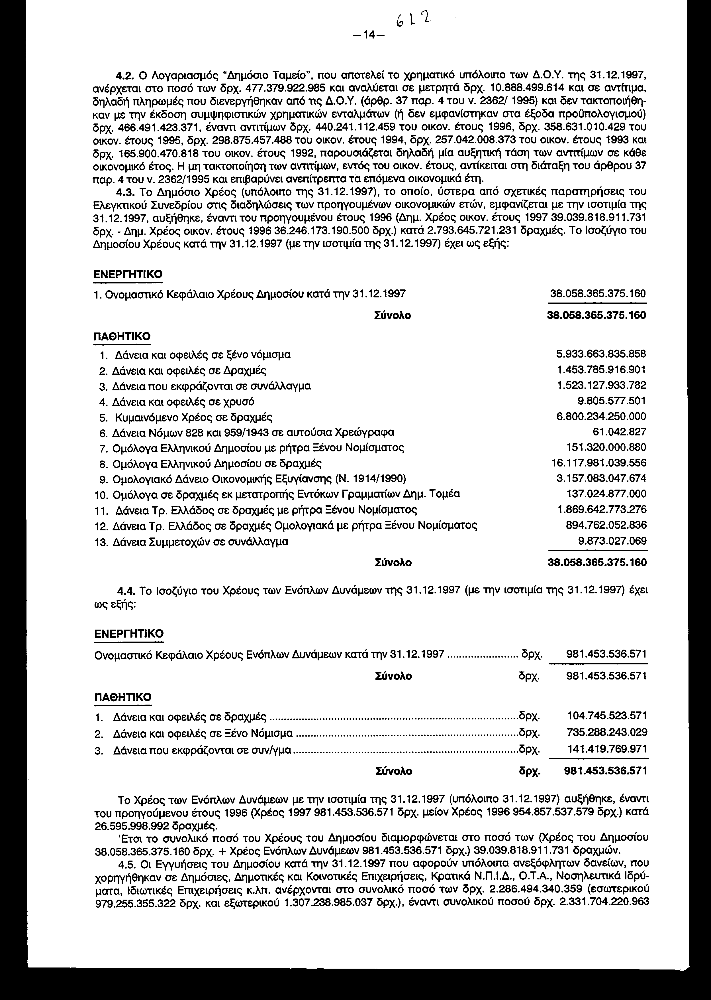 612
—14—
4.2. Ο Λογαριασμός “Δημόσιο Ταμείο”, που αποτελεί το χρηματικό υπόλοιπο των Δ.Ο.Υ. της 31.12.1997,
ανέρχεται στο ποσό των δρχ. 477.379.922.985 και αναλύεται σε μετρητά δρχ. 10.888.499.614 και σε αντίτιμα,
δηλαδή πληρωμές που διενεργήθηκαν από τις Δ.Ο.Υ. (άρθρ. 37 παρ. 4 του ν. 2362/ 1995) και δεν τακτοποιήθη-
καν με την έκδοση συμψηφιστικών χρηματικών ενταλμάτων (ή δεν εμφανίστηκαν στα έξοδα προϋπολογισμού)
δρχ. 466.491.423.371, έναντι αντιτίμων δρχ. 440.241.112.459 του οικον. έτους 1996, δρχ. 358.631.010.429 του
οικον. έτους 1995, δρχ. 298.875.457.488 του οικον. έτους 1994, δρχ. 257.042.008.373 του οικον. έτους 1993 και
δρχ. 165.900.470.818 του οικον. έτους 1992, παρουσιάζεται δηλαδή μία αυξητική τάση των αντιτίμων σε κάθε
οικονομικό έτος. Η μη τακτοποίηση των αντιτίμων, εντός του οικον. έτους, αντίκειται στη διάταξη του άρθρου 37
παρ. 4 του ν. 2362/1995 και επιβαρύνει ανεπίτρεπτα τα επόμενα οικονομικά έτη.
4.3. Το Δημόσιο Χρέος (υπόλοιπο της 31.12.1997), το οποίο, ύστερα από σχετικές παρατηρήσεις του
Ελεγκτικού Συνεδρίου στις διαδηλώσεις των προηγουμένων οικονομικών ετών, εμφανίζεται με την ισοτιμία της
31.12.1997, αυξήθηκε, έναντι του προηγουμένου έτους 1996 (Δημ. Χρέος οικον. έτους 1997 39.039.818.911.731
δρχ. - Δημ. Χρέος οικον. έτους 1996 36.246.173.190.500 δρχ.) κατά 2.793.645.721.231 δραχμές. Το Ισοζύγιο του
Δημοσίου Χρέους κατά την 31.12.1997 (με την ισοτιμία της 31.12.1997) έχει ως εξής:
ΕΝΕΡΓΗΤΙΚΟ
1. Ονομαστικό Κεφάλαιο Χρέους Δημοσίου κατά την 31.12.1997 38.058.365.375.160
Σύνολο 38.058.365.375.160
ΠΑΘΗΤΙΚΟ
1. Δάνεια και οφειλές σε ξένο νόμισμα 5.933.663.835.858
2. Δάνεια και οφειλές σε Δραχμές 1.453.785.916.901
3. Δάνεια που εκφράζονται σε συνάλλαγμα 1.523.127.933.782
4. Δάνεια και οφειλές σε χρυσό 9.805.577.501
5. Κυμαινόμενο Χρέος σε δραχμές 6.800.234.250.000
6. Δάνεια Νόμων 828 και 959/1943 σε αυτούσια Χρεώγραφα 61.042.827
7. Ομόλογα Ελληνικού Δημοσίου με ρήτρα Ξένου Νομίσματος 151.320.000.880
8. Ομόλογα Ελληνικού Δημοσίου σε δραχμές 16.117.981.039.556
9. Ομολογιακό Δάνειο Οικονομικής Εξυγίανσης (Ν. 1914/1990) 3.157.083.047.674
10. Ομόλογα σε δραχμές εκ μετατροπής Εντόκων Γραμματίων Δημ. Τομέα 137.024.877.000
11. Δάνεια Τρ. Ελλάδος σε δραχμές με ρήτρα Ξένου Νομίσματος 1.869.642.773.276
12. Δάνεια Τρ. Ελλάδος σε δραχμές Ομολογιακά με ρήτρα Ξένου Νομίσματος 894.762.052.836
13. Δάνεια Συμμετοχών σε συνάλλαγμα 9.873.027.069
Σύνολο 38.058.365.375.160
4.4. Το Ισοζύγιο του Χρέους των Ενόπλων Δυνάμεων της 31.12.1997 (με την ισοτιμία της 31.12.1997) έχει
ως εξής:
ΕΝΕΡΓΗΤΙΚΟ
Ονομαστικό Κεφάλαιο Χρέους Ενόπλων Δυνάμεων κατά την 31.12.1997 .......................... δρχ. 981.453.536.571
Σύνολο δρχ. 981.453.536.571
ΠΑΘΗΤΙΚΟ
1. Δάνεια και οφειλές σε δραχμές ..........................δρχ. 104.745.523.571
2. Δάνεια και οφειλές σε Ξένο Νόμισμα ..........................δρχ. 735.288.243.029
3. Δάνεια που εκφράζονται σε συν/γμα..........................δρχ. 141.419.769.971
Σύνολο δρχ. 981.453.536.571
Το Χρέος των Ενόπλων Δυνάμεων με την ισοτιμία της 31.12.1997 (υπόλοιπο 31.12.1997) αυξήθηκε, έναντι
του προηγούμενου έτους 1996 (Χρέος 1997 981.453.536.571 δρχ. μείον Χρέος 1996 954.857.537.579 δρχ.) κατά
26.595.998.992 δραχμές.
‘Ετσι το συνολικό ποσό του Χρέους του Δημοσίου διαμορφώνεται στο ποσό των (Χρέος του Δημοσίου
38.058.365.375.160 δρχ. + Χρέος Ενόπλων Δυνάμεων 981.453.536.571 δρχ.) 39.039.818.911.731 δραχμών.
4.5. Οι Εγγυήσεις του Δημοσίου κατά την 31.12.1997 που αφορούν υπόλοιπα ανεξόφλητων δανείων, που
χορηγήθηκαν σε Δημόσιες, Δημοτικές και Κοινοτικές Επιχειρήσεις, Κρατικά Ν.Π.Ι.Δ., Ο.Τ.Α., Νοσηλευτικά Ιδρύ-
ματα, Ιδιωτικές Επιχειρήσεις κ.λπ. ανέρχονται στο συνολικό ποσό των δρχ. 2.286.494.340.359 (εσωτερικού
979.255.355.322 δρχ. και εξωτερικού 1.307.238.985.037 δρχ.), έναντι συνολικού ποσού δρχ. 2.331.704.220.963